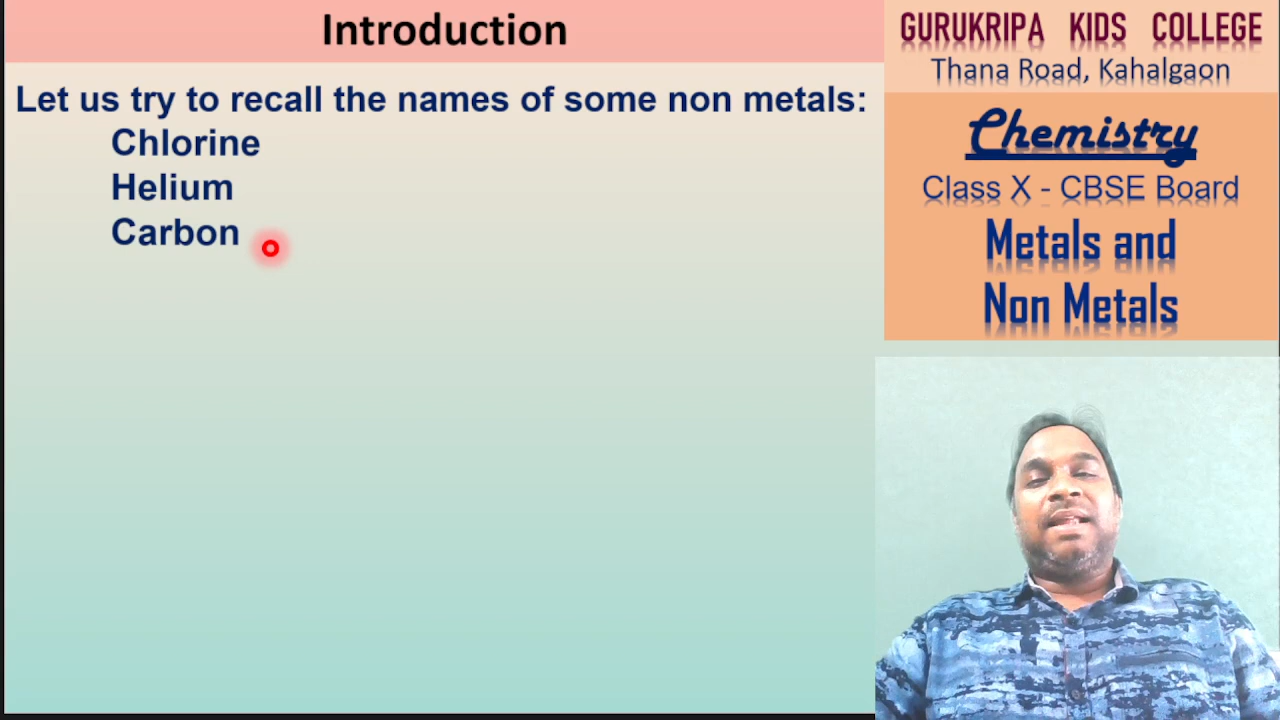 Introduction
Let us try to recall the names of some non metals:
Chlorine
Helium
Carbon
GURUKRIPA KIDS COLLEGE
Thana Road, Kahalgaon
Chemistry
Class X - CBSE Board
Metals and
Non Metals